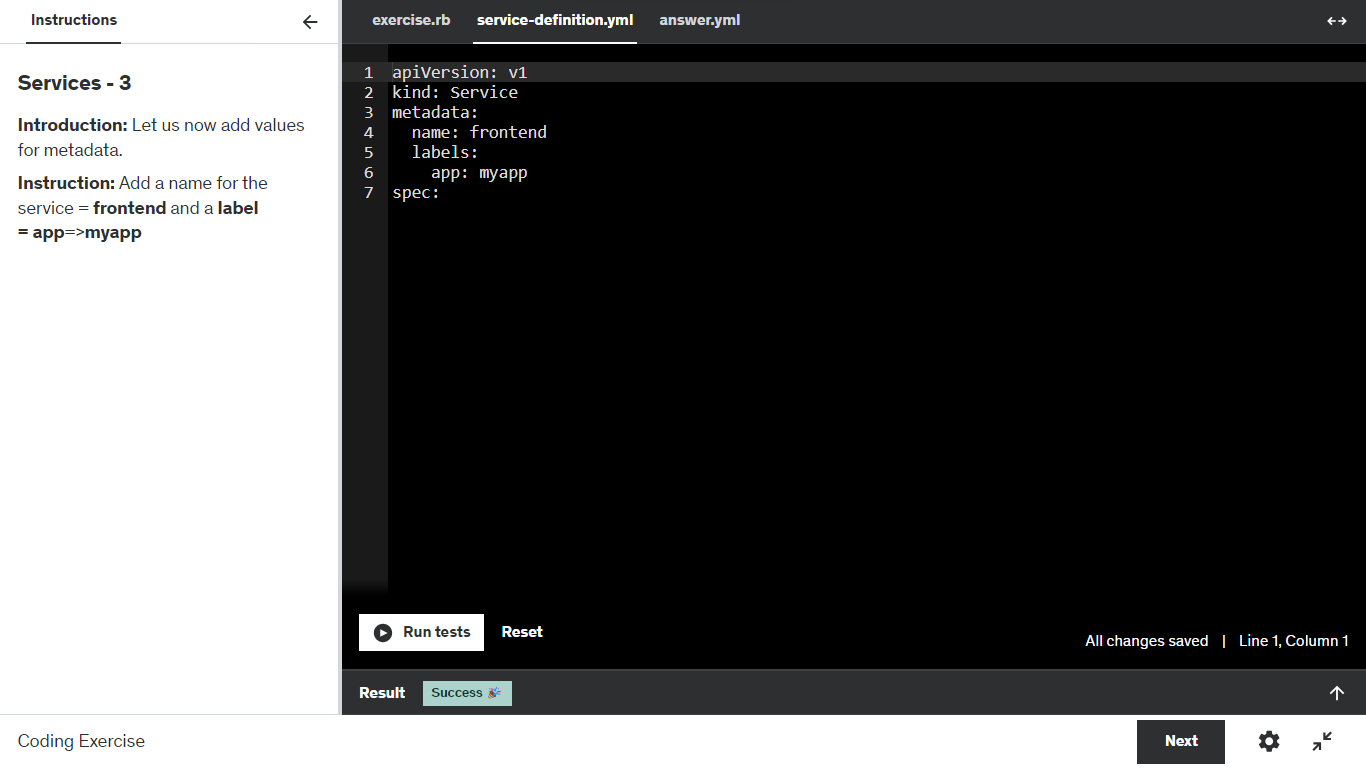 Instructions
Services - 3
Introduction: Let us now add values
for metadata.
Instruction: Add a name for the
service = frontend and a label
= app=>myapp
exercise.rb service-definition.yml answer.yml
1 apiVersion: v1
2 kind: Service
3 metadata:
4   name: frontend
5   labels:
6     app: myapp
7 spec:
Run tests Reset
All changes saved | Line 1, Column 1
Result Success 🎉
Coding Exercise
Next